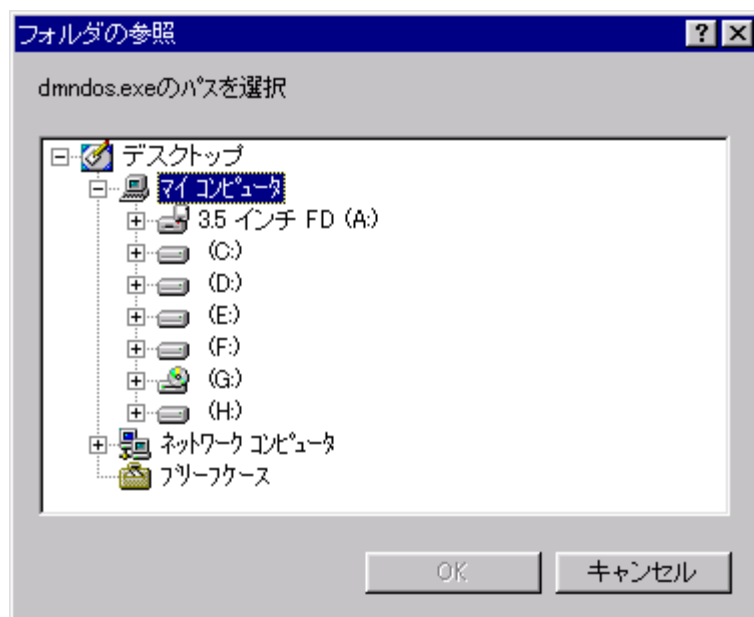 フォルダの参照
dmndos.exeのパスを選択
デスクトップ
マイ コンピュータ
3.5 インチ FD (A:)
(C:)
(D:)
(E:)
(F:)
(G:)
(H:)
ネットワーク コンピュータ
ブリーフケース
OK キャンセル